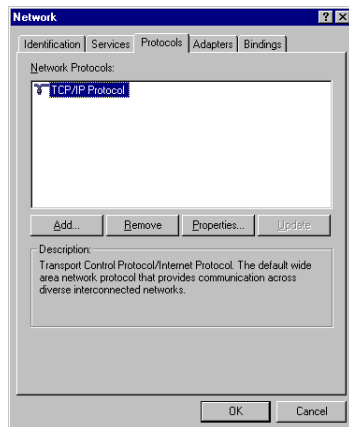 Network
Identification Services Protocols Adapters Bindings
Network Protocols:
TCP/IP Protocol
Add... Remove Properties... Update
Description:
Transport Control Protocol/Internet Protocol. The default wide
area network protocol that provides communication across
diverse interconnected networks.
OK Cancel